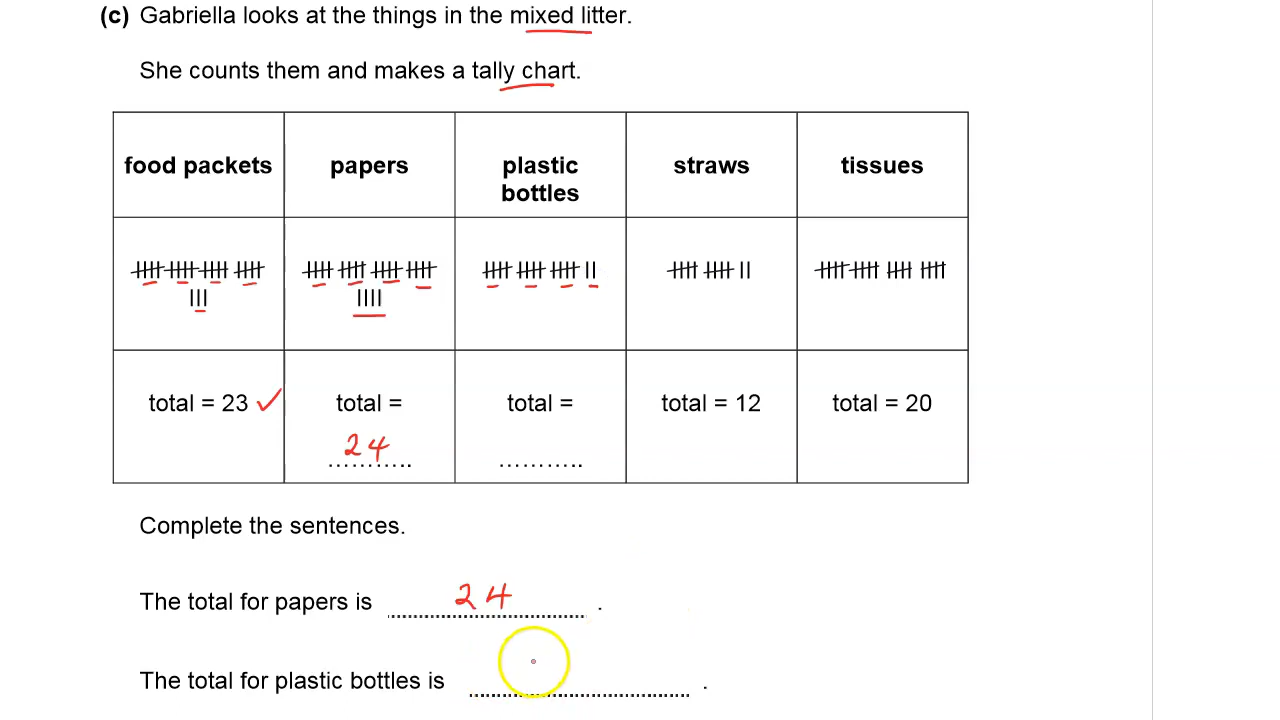 (c) Gabriella looks at the things in the mixed litter.
She counts them and makes a tally chart.
food packets papers plastic bottles straws tissues
total = 23 ✓ total = 24 total = ……….. total = 12 total = 20
Complete the sentences.
The total for papers is 24 .
The total for plastic bottles is .................... .